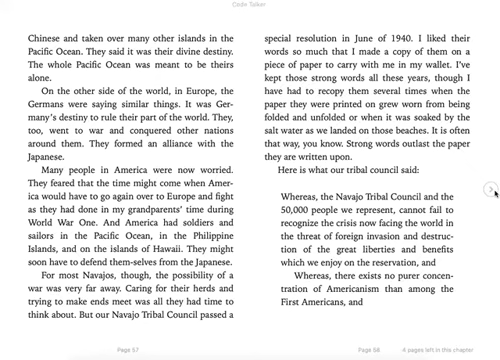 Code Talker
Chinese and taken over many other islands in the
Pacific Ocean. They said it was their divine destiny.
The whole Pacific Ocean was meant to be theirs
alone.
On the other side of the world, in Europe, the
Germans were saying similar things. It was Ger-
many's destiny to rule their part of the world. They,
too, went to war and conquered other nations
around them. They formed an alliance with the
Japanese.
Many people in America were now worried.
They feared that the time might come when Amer-
ica would have to go again over to Europe and fight
as they had done in my grandparents' time during
World War One. And America had soldiers and
sailors in the Pacific Ocean, in the Philippine
Islands, and on the islands of Hawaii. They might
soon have to defend them-selves from the Japanese.
For most Navajos, though, the possibility of a
war was very far away. Caring for their herds and
trying to make ends meet was all they had time to
think about. But our Navajo Tribal Council passed a
Page 57
special resolution in June of 1940. I liked their
words so much that I made a copy of them on a
piece of paper to carry with me in my wallet. I've
kept those strong words all these years, though I
have had to recopy them several times when the
paper they were printed on grew worn from being
folded and unfolded or when it was soaked by the
salt water as we landed on those beaches. It is often
that way, you know. Strong words outlast the paper
they are written upon.
Here is what our tribal council said:
Whereas, the Navajo Tribal Council and the
50,000 people we represent, cannot fail to
recognize the crisis now facing the world in
the threat of foreign invasion and destruc-
tion of the great liberties and benefits
which we enjoy on the reservation, and
Whereas, there exists no purer concen-
tration of Americanism than among the
First Americans, and
Page 58
4 pages left in this chapter